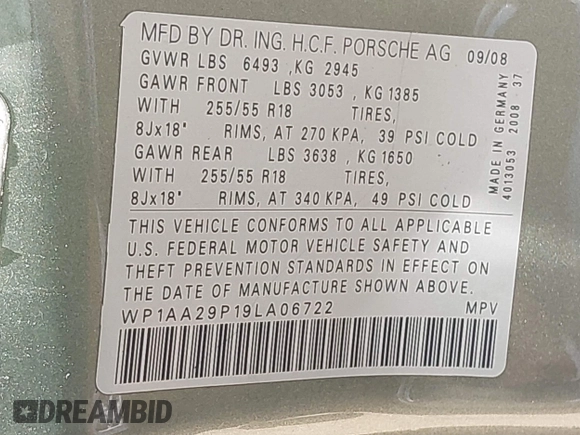 MFD BY DR. ING. H.C.F. PORSCHE AG 09/08
GVWR LBS 6493 ,KG 2945
GAWR FRONT LBS 3053 ,KG 1385
WITH 255/55 R18 TIRES,
8Jx18" RIMS, AT 270 KPA, 39 PSI COLD
GAWR REAR LBS 3638 ,KG 1650
WITH 255/55 R18 TIRES,
8Jx18" RIMS, AT 340 KPA, 49 PSI COLD
THIS VEHICLE CONFORMS TO ALL APPLICABLE
U.S. FEDERAL MOTOR VEHICLE SAFETY AND
THEFT PREVENTION STANDARDS IN EFFECT ON
THE DATE OF MANUFACTURE SHOWN ABOVE.
WP1AA29P19LA06722 MPV
MADE IN GERMANY
4013053 2008 37
DREAMBID